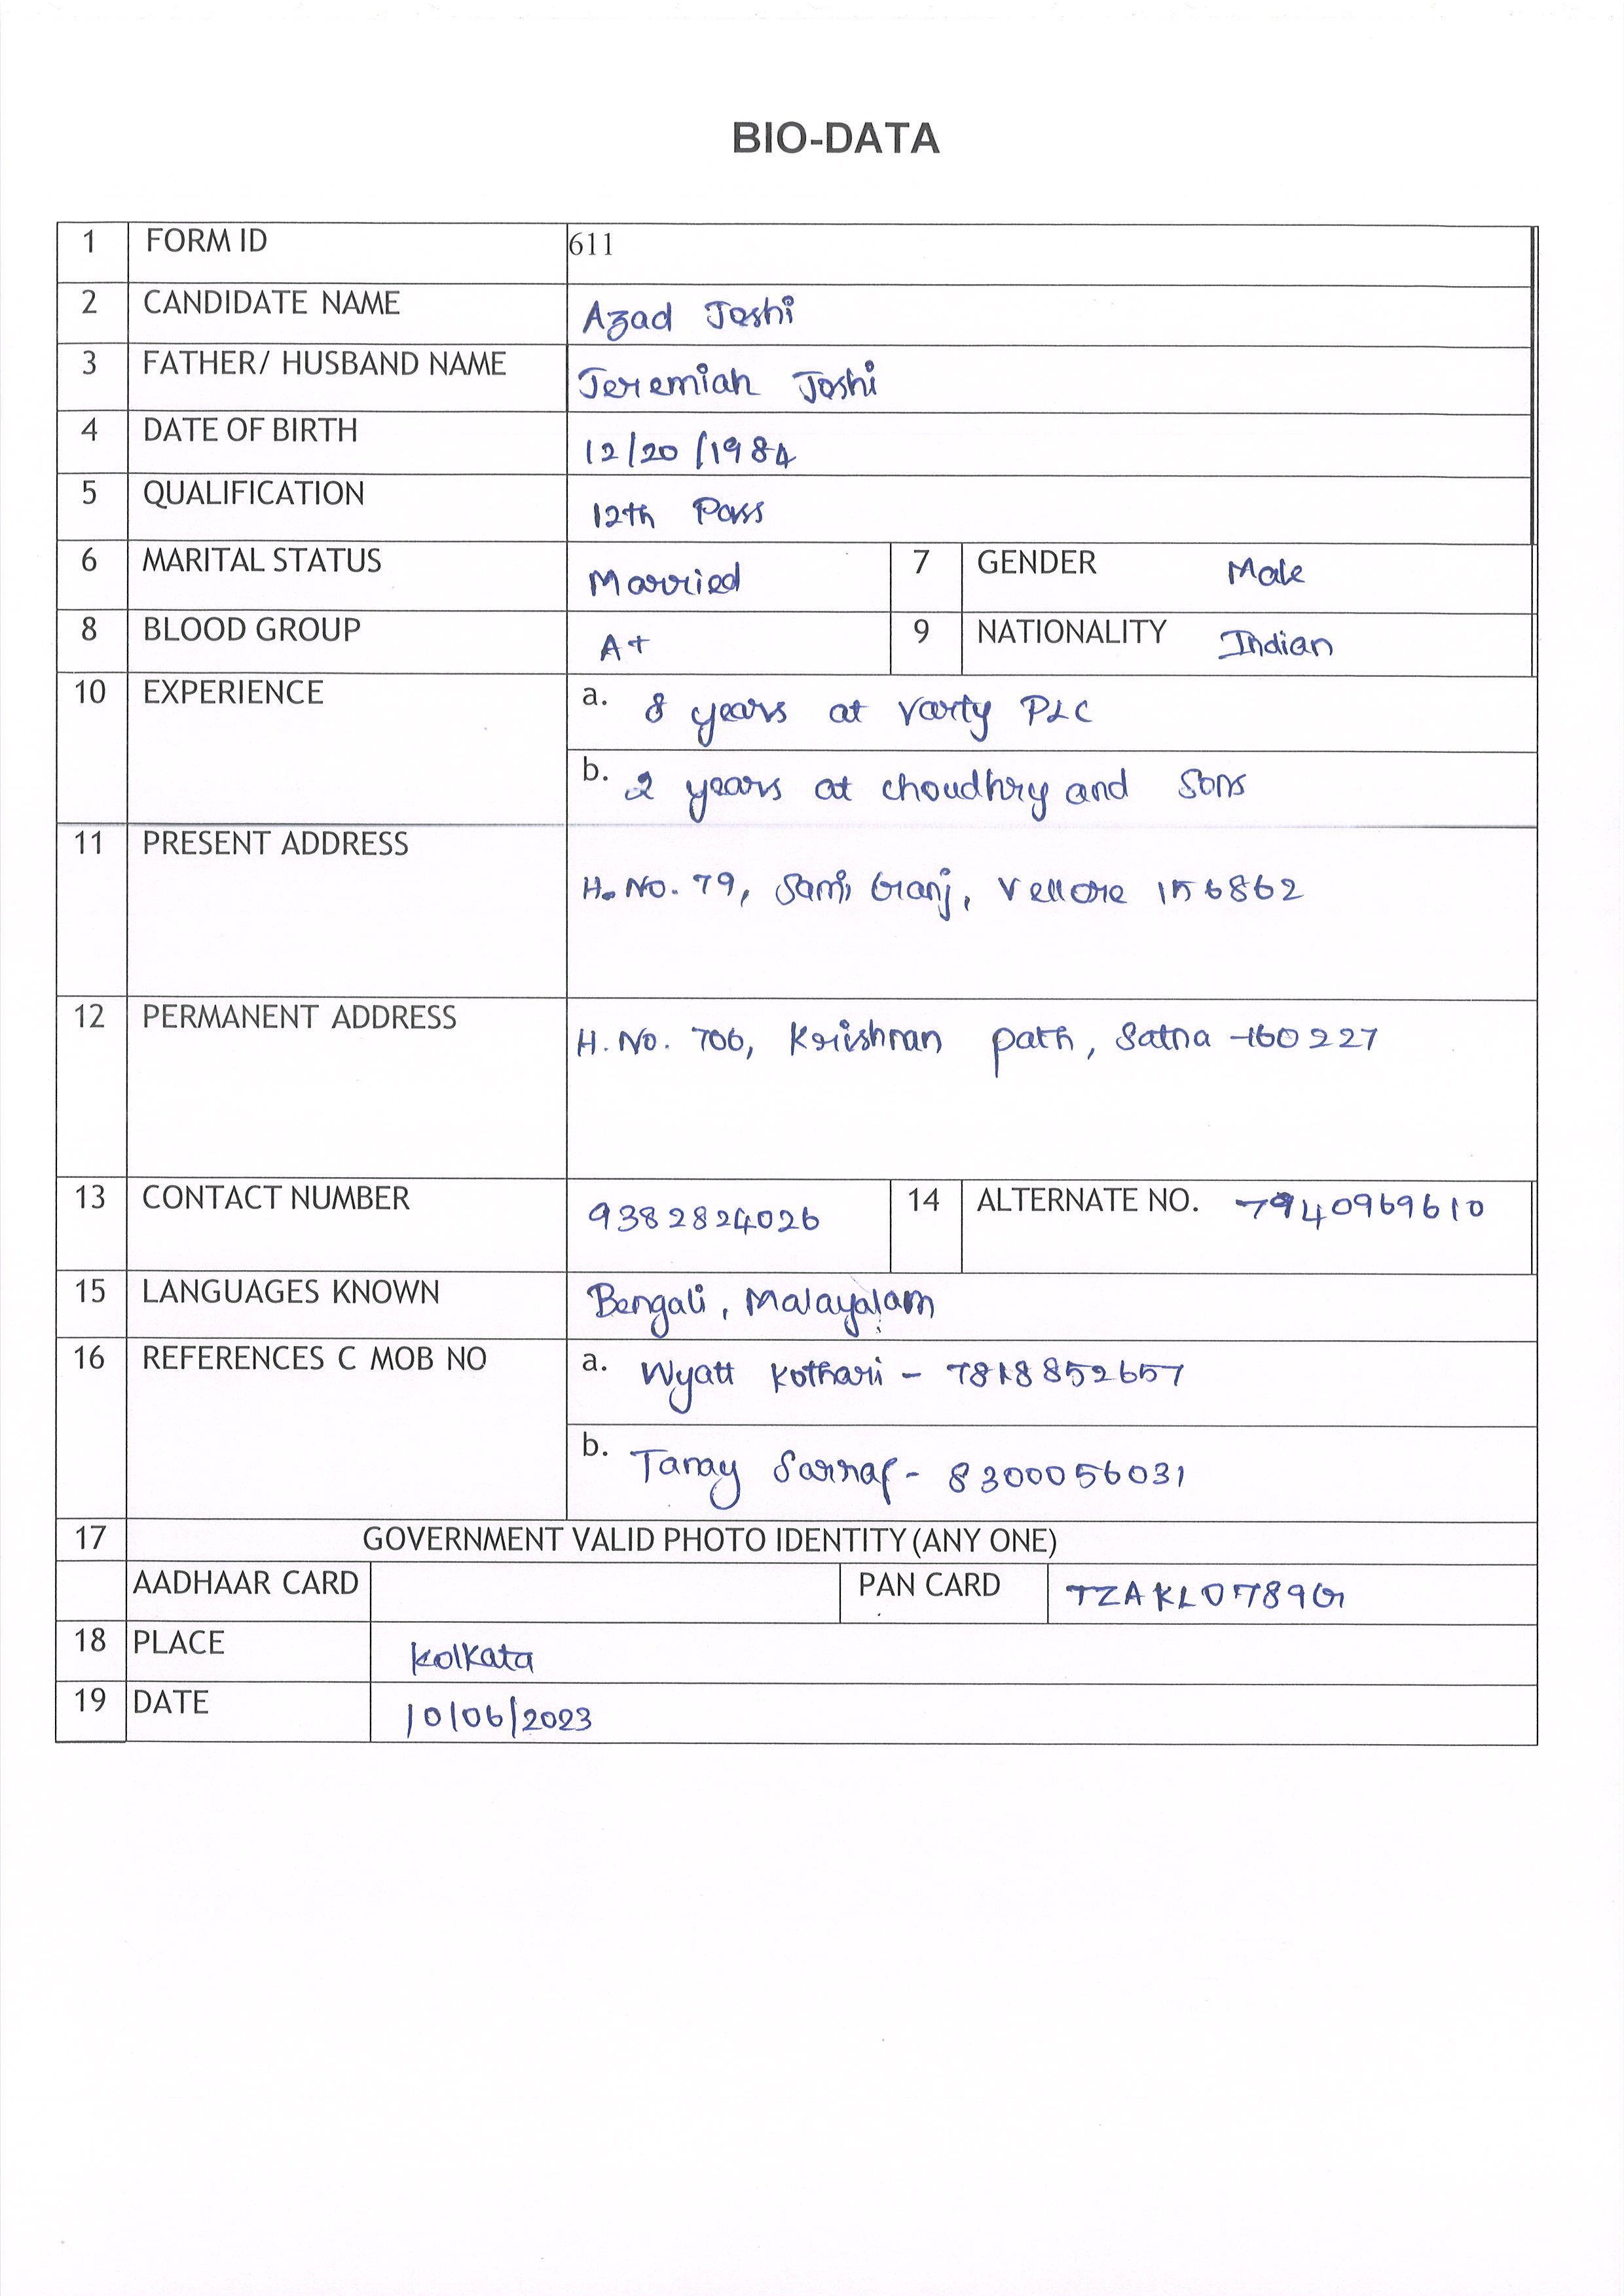 BIO-DATA
1 FORM ID 611
2 CANDIDATE NAME Azad Joshi
3 FATHER/ HUSBAND NAME Jeremiah Joshi
4 DATE OF BIRTH 12/20/1984
5 QUALIFICATION 12th Pass
6 MARITAL STATUS Married 7 GENDER Male
8 BLOOD GROUP A+ 9 NATIONALITY Indian
10 EXPERIENCE a. 8 years at Varty PLC
b. 2 years at choudhry and Sons
11 PRESENT ADDRESS
H. No. 79, Sami Ganj, Vellore 156862
12 PERMANENT ADDRESS H. No. 706, Krishnan path, Satna -160227
13 CONTACT NUMBER 9382824026 14 ALTERNATE NO. 7940969610
15 LANGUAGES KNOWN Bengali, Malayalam
16 REFERENCES C MOB NO a. Wyatt Kothari - 7818852657
b. Tanay Sarraf - 8300056031
17 GOVERNMENT VALID PHOTO IDENTITY (ANY ONE)
AADHAAR CARD PAN CARD TZAKL0789G
18 PLACE Kolkata
19 DATE 10/06/2023